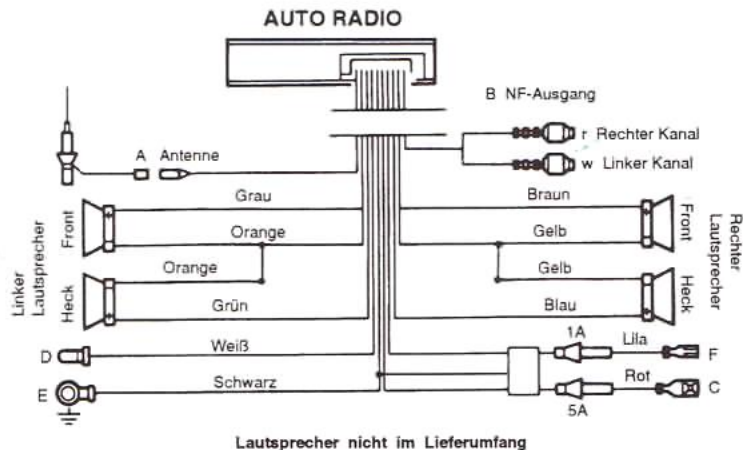 AUTO RADIO
B NF-Ausgang
r Rechter Kanal
w Linker Kanal
A Antenne
Grau
Braun
Orange
Gelb
Orange
Gelb
Grün
Blau
Linker
Lautsprecher
Front
Heck
Front
Heck
Rechter
Lautsprecher
D
Weiß
1A
Lila
F
E
Schwarz
Rot
C
5A
Lautsprecher nicht im Lieferumfang